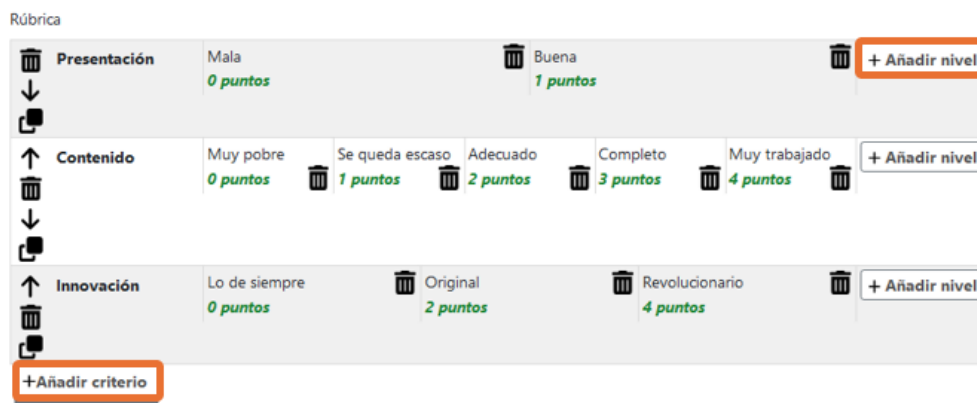 Rúbrica
Presentación Mala Buena + Añadir nivel
0 puntos 1 puntos
Contenido Muy pobre Se queda escaso Adecuado Completo Muy trabajado + Añadir nivel
0 puntos 1 puntos 2 puntos 3 puntos 4 puntos
Innovación Lo de siempre Original Revolucionario + Añadir nivel
0 puntos 2 puntos 4 puntos
+Añadir criterio